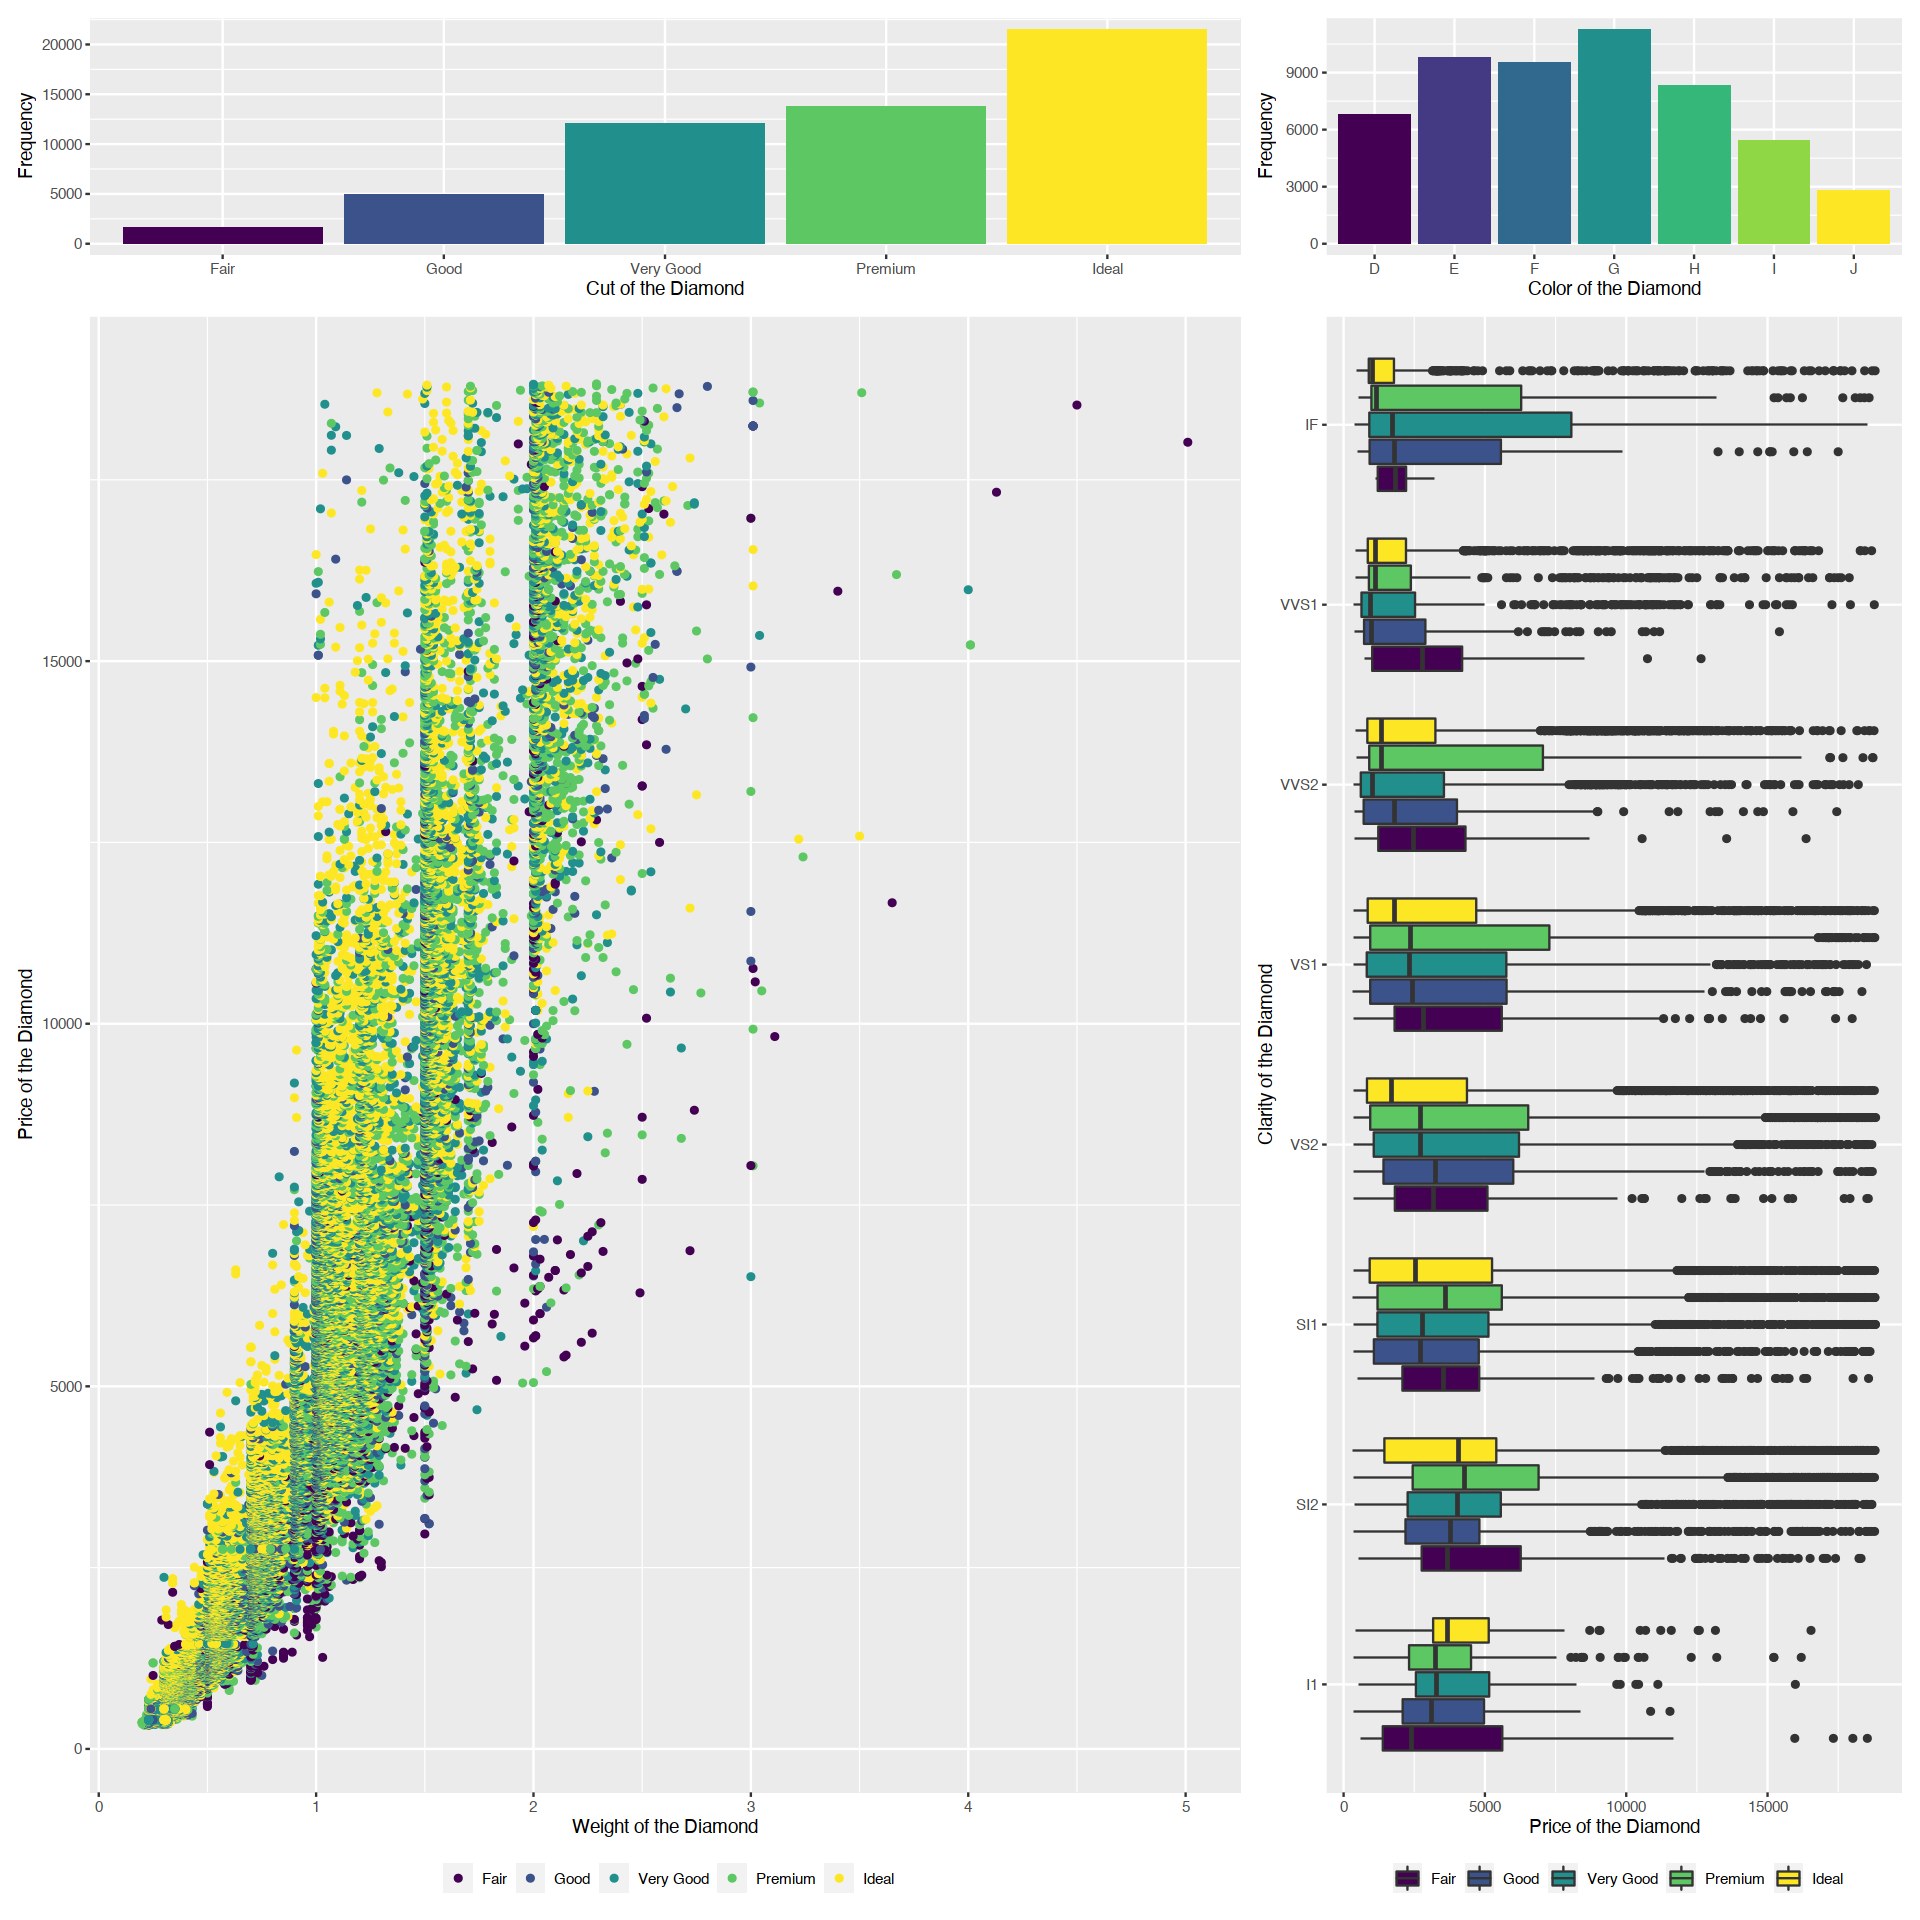 20000
15000
10000
5000
0
Frequency
Fair Good Very Good Premium Ideal
Cut of the Diamond
9000
6000
3000
0
Frequency
D E F G H I J
Color of the Diamond
15000
10000
5000
0
Price of the Diamond
0 1 2 3 4 5
Weight of the Diamond
Fair Good Very Good Premium Ideal
IF
VVS1
VVS2
VS1
VS2
SI1
SI2
I1
Clarity of the Diamond
0 5000 10000 15000
Price of the Diamond
Fair Good Very Good Premium Ideal